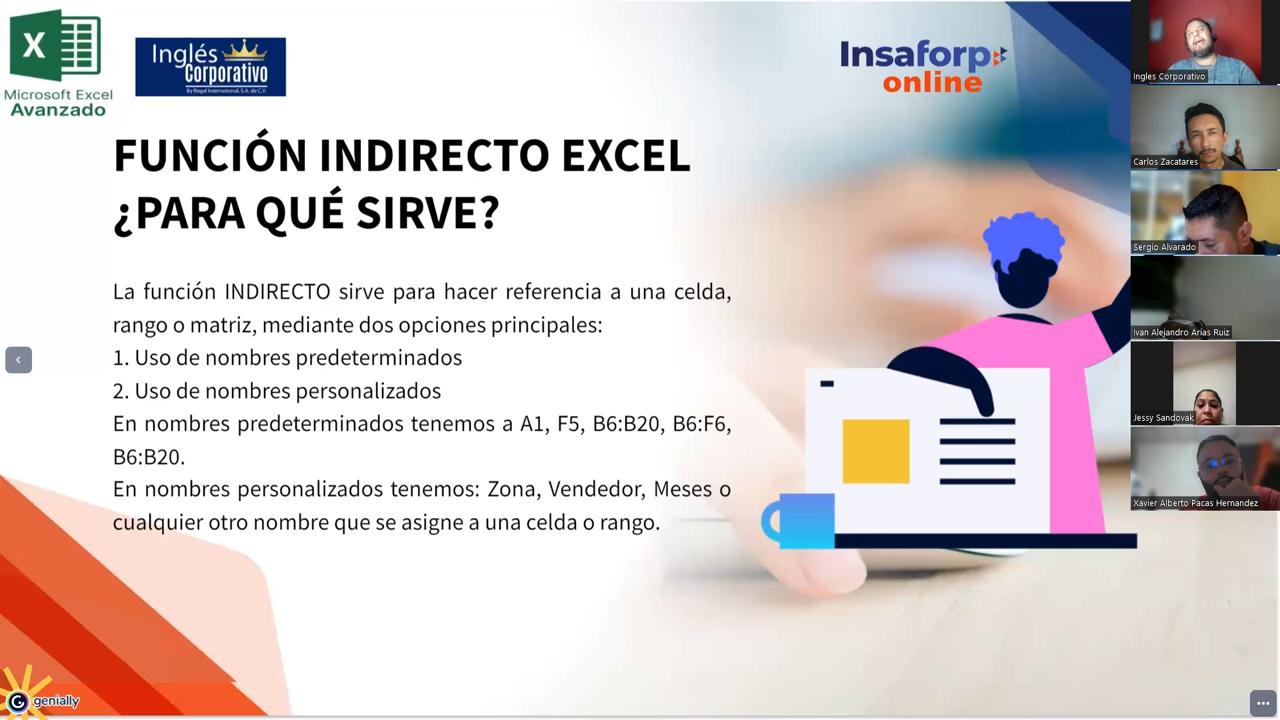 Microsoft Excel
Avanzado
Inglés
Corporativo
By Regal International, S.A. de C.V.
Insaforp
online
FUNCIÓN INDIRECTO EXCEL
¿PARA QUÉ SIRVE?
La función INDIRECTO sirve para hacer referencia a una celda,
rango o matriz, mediante dos opciones principales:
1. Uso de nombres predeterminados
2. Uso de nombres personalizados
En nombres predeterminados tenemos a A1, F5, B6:B20, B6:F6,
B6:B20.
En nombres personalizados tenemos: Zona, Vendedor, Meses o
cualquier otro nombre que se asigne a una celda o rango.
genially
Ingles Corporativo
Carlos Zacatares
Sergio Alvarado
Ivan Alejandro Arias Ruiz
Jessy Sandovak
Xavier Alberto Pacas Hernandez